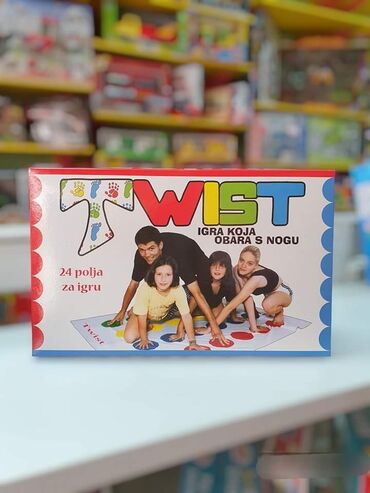 TWIST
IGRA KOJA
OBARA S NOGU
24 polja
za igru
Twist